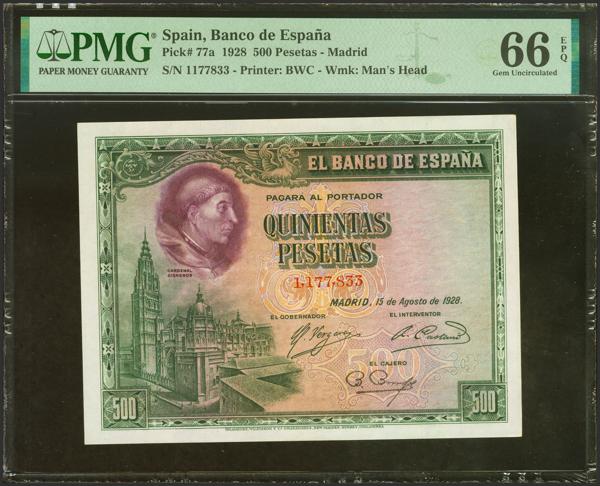 PMG®
PAPER MONEY GUARANTY
Spain, Banco de España
Pick# 77a 1928 500 Pesetas - Madrid
S/N 1177833 - Printer: BWC - Wmk: Man's Head
66 EPQ
Gem Uncirculated
EL BANCO DE ESPAÑA
PAGARA AL PORTADOR
QUINIENTAS
PESETAS
1,177,833
CARDENAL
CISNEROS
MADRID, 15 de Agosto de 1928.
EL GOBERNADOR
EL INTERVENTOR
500
EL CAJERO
500
500